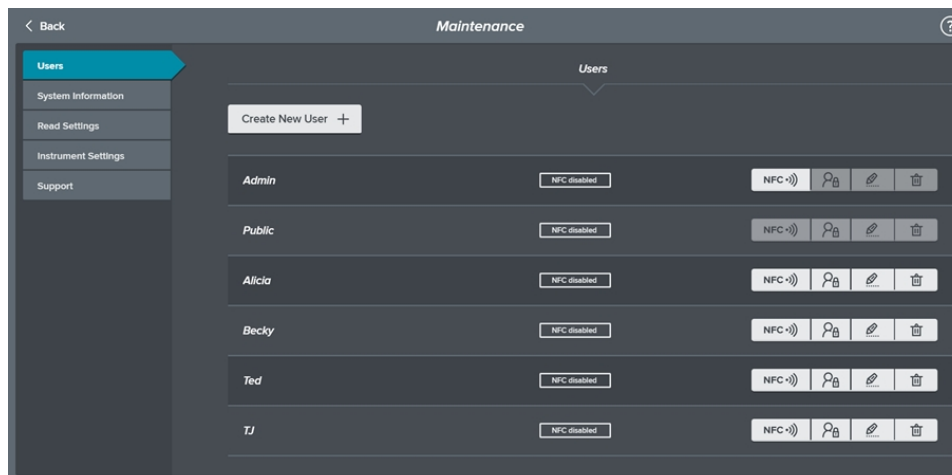 Back
Maintenance
?
Users
System Information
Read Settings
Instrument Settings
Support
Users
Create New User +
Admin NFC disabled NFC
Public NFC disabled NFC
Alicia NFC disabled NFC
Becky NFC disabled NFC
Ted NFC disabled NFC
TJ NFC disabled NFC